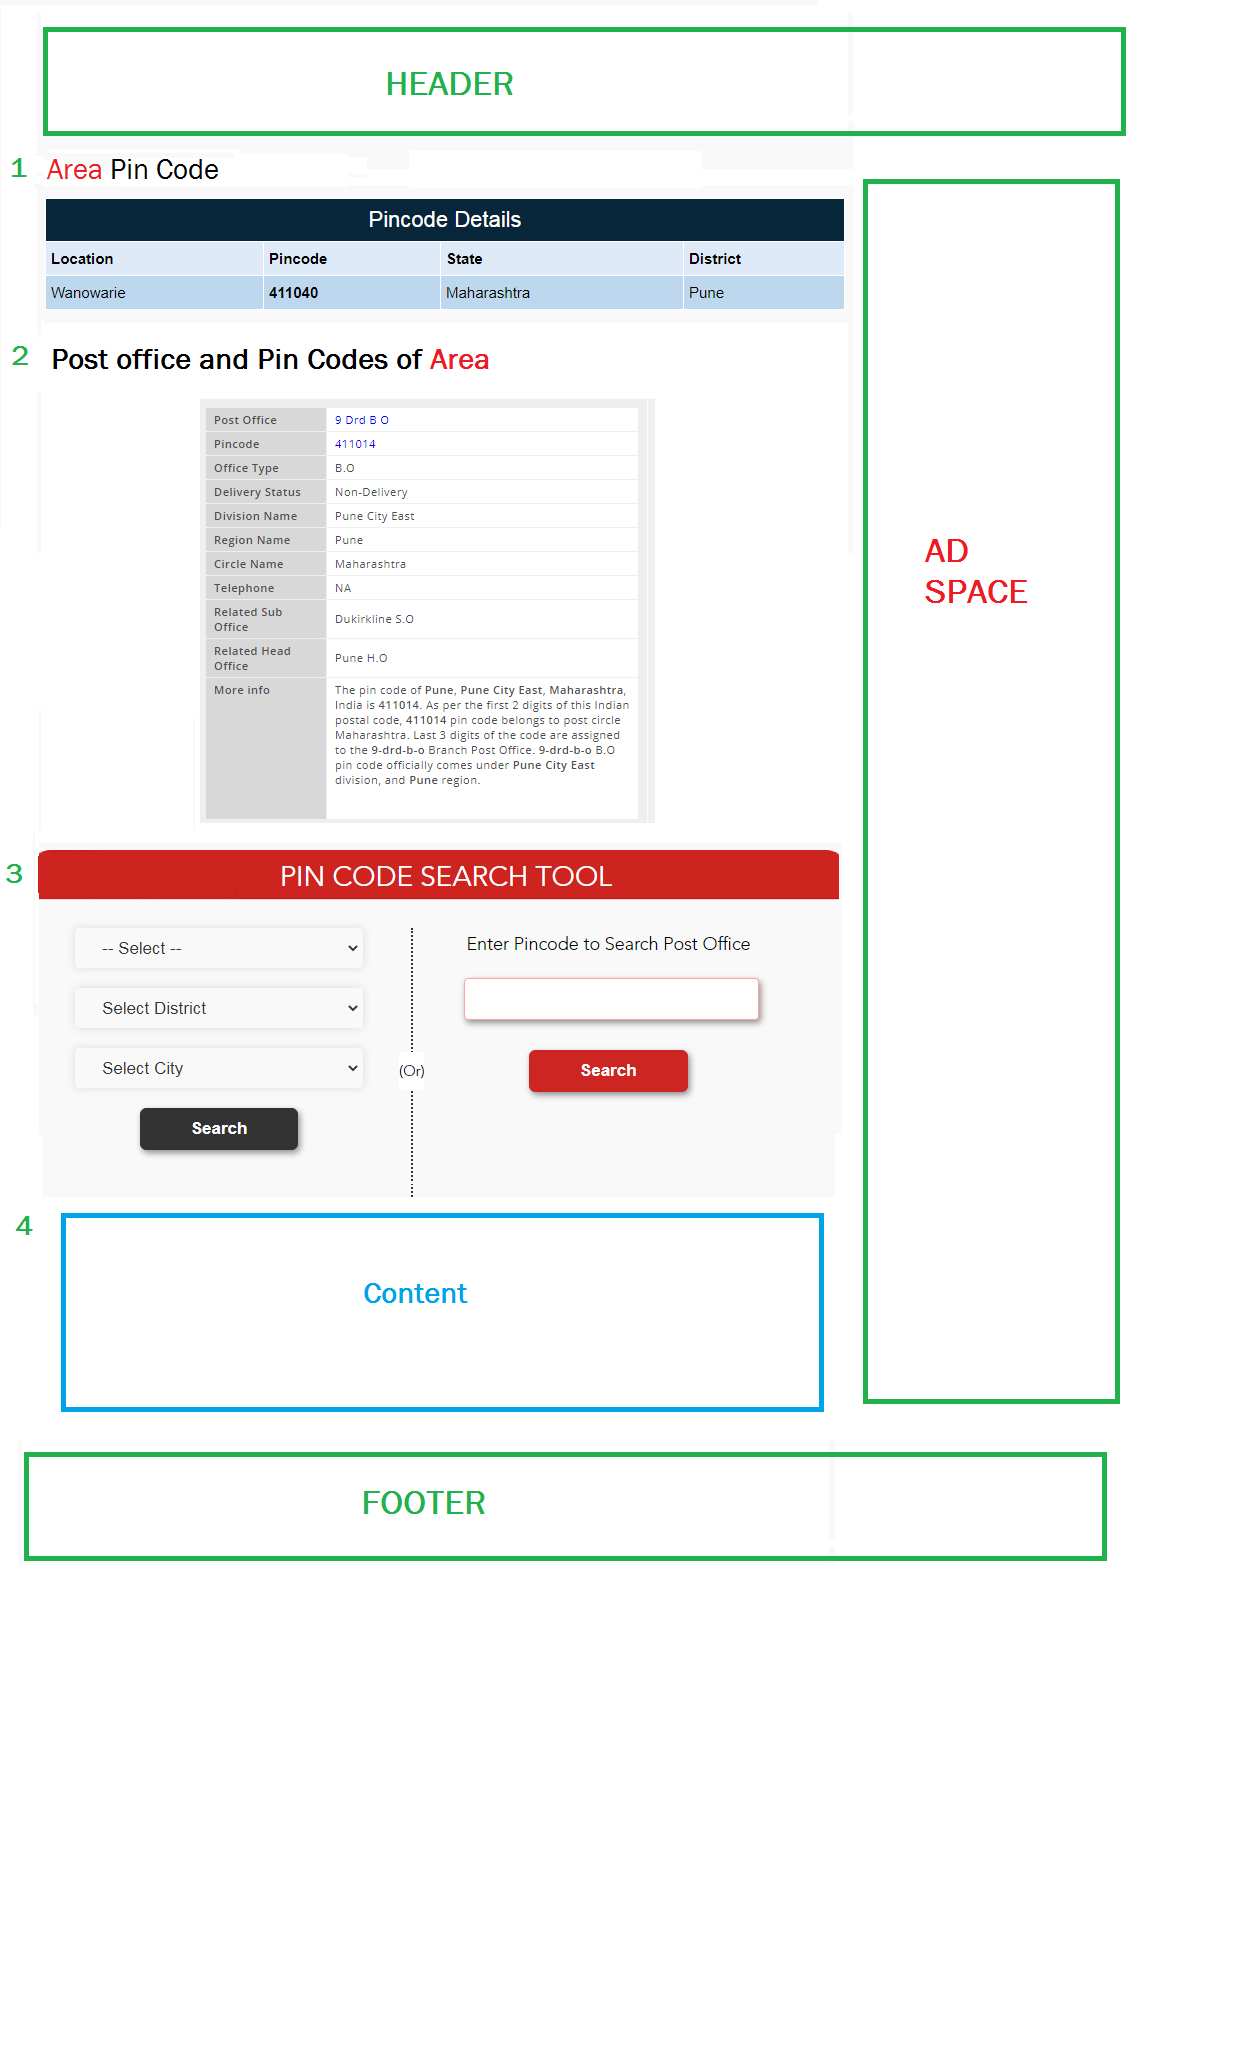 HEADER
1 Area Pin Code
Pincode Details
Location Pincode State District
Wanowarie 411040 Maharashtra Pune
2 Post office and Pin Codes of Area
Post Office 9 Drd B O
Pincode 411014
Office Type B.O
Delivery Status Non-Delivery
Division Name Pune City East
Region Name Pune
Circle Name Maharashtra
Telephone NA
Related Sub
Office
Dukirkline S.O
Related Head
Office
Pune H.O
More info
The pin code of Pune, Pune City East, Maharashtra,
India is 411014. As per the first 2 digits of this Indian
postal code, 411014 pin code belongs to post circle
Maharashtra. Last 3 digits of the code are assigned
to the 9-drd-b-o Branch Post Office. 9-drd-b-o B.O
pin code officially comes under Pune City East
division, and Pune region.
AD
SPACE
3 PIN CODE SEARCH TOOL
-- Select --
Select District
Select City
Search
(Or)
Enter Pincode to Search Post Office
Search
4
Content
FOOTER